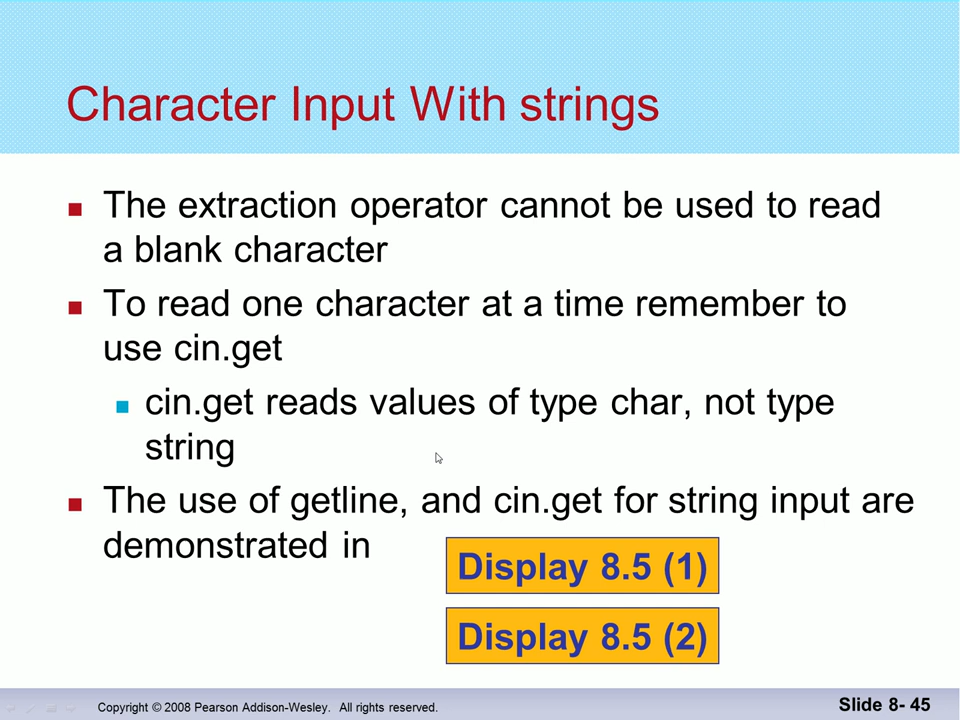 Character Input With strings
The extraction operator cannot be used to read
a blank character
To read one character at a time remember to
use cin.get
cin.get reads values of type char, not type
string
The use of getline, and cin.get for string input are
demonstrated in
Display 8.5 (1)
Display 8.5 (2)
Copyright © 2008 Pearson Addison-Wesley. All rights reserved.
Slide 8- 45